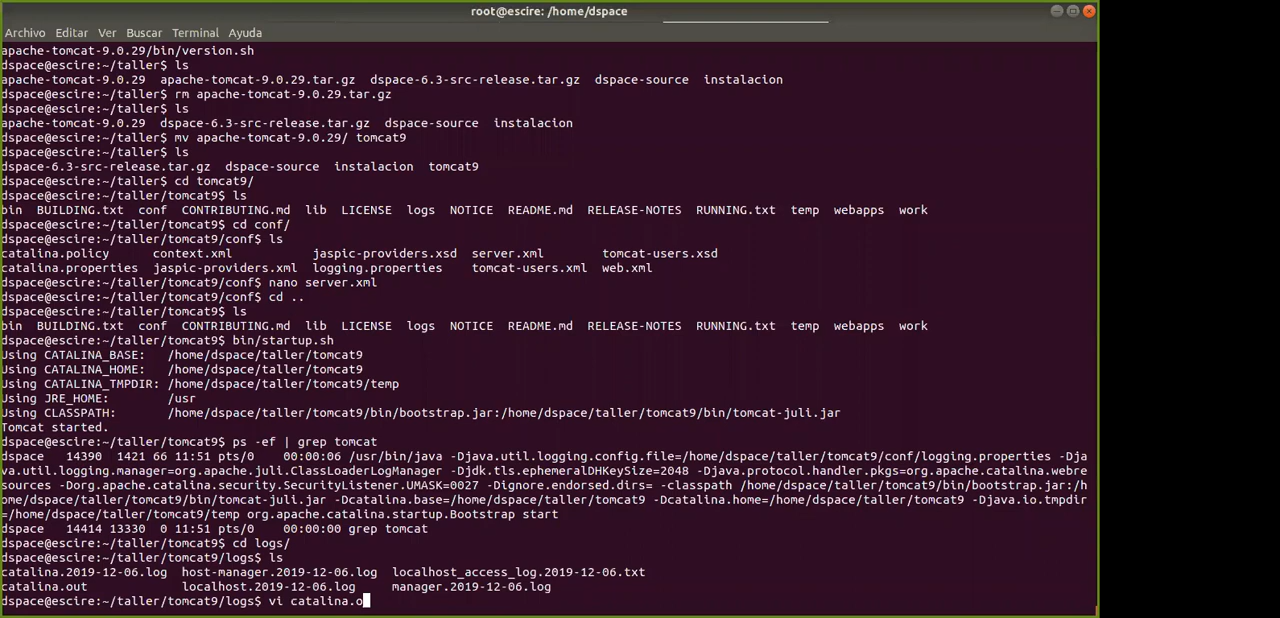 root@escire: /home/dspace
Archivo Editar Ver Buscar Terminal Ayuda
apache-tomcat-9.0.29/bin/version.sh
dspace@escire:~/taller$ ls
apache-tomcat-9.0.29  apache-tomcat-9.0.29.tar.gz  dspace-6.3-src-release.tar.gz  dspace-source  instalacion
dspace@escire:~/taller$ rm apache-tomcat-9.0.29.tar.gz
dspace@escire:~/taller$ ls
apache-tomcat-9.0.29  dspace-6.3-src-release.tar.gz  dspace-source  instalacion
dspace@escire:~/taller$ mv apache-tomcat-9.0.29/ tomcat9
dspace@escire:~/taller$ ls
dspace-6.3-src-release.tar.gz  dspace-source  instalacion  tomcat9
dspace@escire:~/taller$ cd tomcat9/
dspace@escire:~/taller/tomcat9$ ls
bin  BUILDING.txt  conf  CONTRIBUTING.md  lib  LICENSE  logs  NOTICE  README.md  RELEASE-NOTES  RUNNING.txt  temp  webapps  work
dspace@escire:~/taller/tomcat9$ cd conf/
dspace@escire:~/taller/tomcat9/conf$ ls
catalina.policy      context.xml           jaspic-providers.xsd  server.xml        tomcat-users.xsd
catalina.properties  jaspic-providers.xml  logging.properties    tomcat-users.xml  web.xml
dspace@escire:~/taller/tomcat9/conf$ nano server.xml
dspace@escire:~/taller/tomcat9/conf$ cd ..
dspace@escire:~/taller/tomcat9$ ls
bin  BUILDING.txt  conf  CONTRIBUTING.md  lib  LICENSE  logs  NOTICE  README.md  RELEASE-NOTES  RUNNING.txt  temp  webapps  work
dspace@escire:~/taller/tomcat9$ bin/startup.sh
Using CATALINA_BASE:   /home/dspace/taller/tomcat9
Using CATALINA_HOME:   /home/dspace/taller/tomcat9
Using CATALINA_TMPDIR: /home/dspace/taller/tomcat9/temp
Using JRE_HOME:        /usr
Using CLASSPATH:       /home/dspace/taller/tomcat9/bin/bootstrap.jar:/home/dspace/taller/tomcat9/bin/tomcat-juli.jar
Tomcat started.
dspace@escire:~/taller/tomcat9$ ps -ef | grep tomcat
dspace   14390  1421 66 11:51 pts/0    00:00:06 /usr/bin/java -Djava.util.logging.config.file=/home/dspace/taller/tomcat9/conf/logging.properties -Dja
va.util.logging.manager=org.apache.juli.ClassLoaderLogManager -Djdk.tls.ephemeralDHKeySize=2048 -Djava.protocol.handler.pkgs=org.apache.catalina.webre
sources -Dorg.apache.catalina.security.SecurityListener.UMASK=0027 -Dignore.endorsed.dirs= -classpath /home/dspace/taller/tomcat9/bin/bootstrap.jar:/h
ome/dspace/taller/tomcat9/bin/tomcat-juli.jar -Dcatalina.base=/home/dspace/taller/tomcat9 -Dcatalina.home=/home/dspace/taller/tomcat9 -Djava.io.tmpdir
=/home/dspace/taller/tomcat9/temp org.apache.catalina.startup.Bootstrap start
dspace   14414 13330  0 11:51 pts/0    00:00:00 grep tomcat
dspace@escire:~/taller/tomcat9$ cd logs/
dspace@escire:~/taller/tomcat9/logs$ ls
catalina.2019-12-06.log  host-manager.2019-12-06.log  localhost_access_log.2019-12-06.txt
catalina.out             localhost.2019-12-06.log     manager.2019-12-06.log
dspace@escire:~/taller/tomcat9/logs$ vi catalina.o